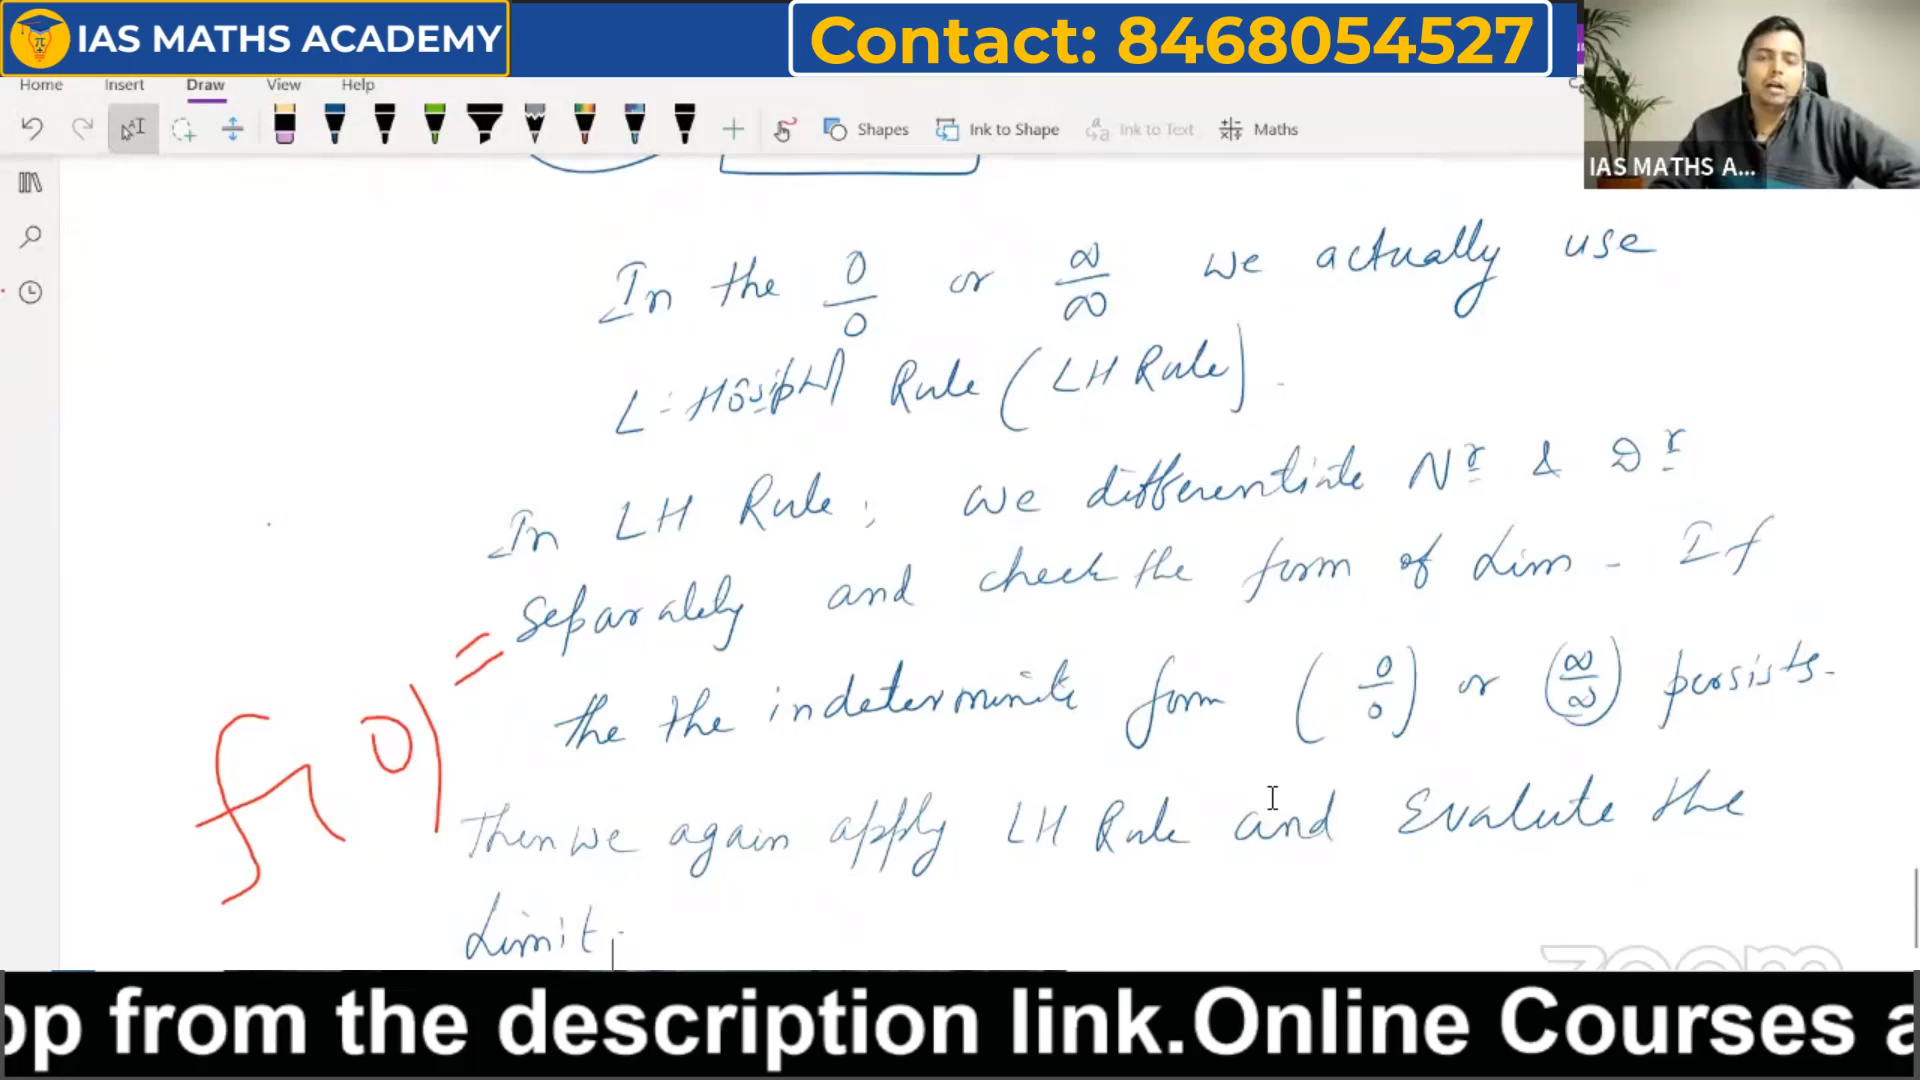 IAS MATHS ACADEMY
Contact: 8468054527
Home Insert Draw View Help
Shapes Ink to Shape Ink to Text Maths
IAS MATHS A...
In the 0/0 or ∞/∞ we actually use
Rule (LH Rule).
In LH Rule, we differentiate Nr & Dr
Separately and check the form of Lim. If
the the indeterminate form (0/0) or (∞/∞) persists.
f(0) =
Then we again apply LH Rule and Evalute the
Limit.
zoom
op from the description link.Online Courses a